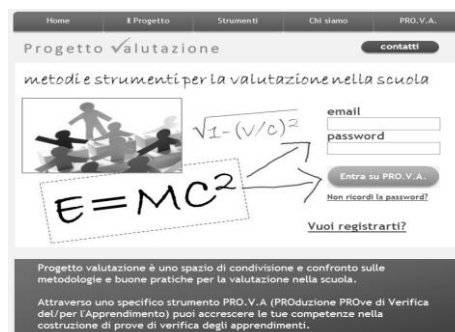 Home Il Progetto Strumenti Chi siamo PRO.V.A.
Progetto Valutazione
contatti
metodi e strumenti per la valutazione nella scuola
√1-(V/C)²
email
password
E=MC²
Entra su PRO.V.A.
Non ricordi la password?
Vuoi registrarti?
Progetto valutazione è uno spazio di condivisione e confronto sulle
metodologie e buone pratiche per la valutazione nella scuola.
Attraverso uno specifico strumento PRO.V.A (PROduzione PROve di Verifica
del/per l'Apprendimento) puoi accrescere le tue competenze nella
costruzione di prove di verifica degli apprendimenti.